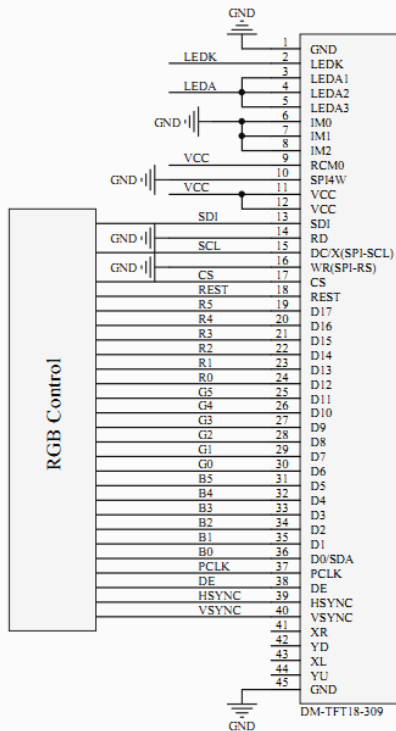 GND
1 GND
LEDK 2 LEDK
3 LEDA1
LEDA 4 LEDA2
5 LEDA3
GND 6 IM0
7 IM1
8 IM2
VCC 9 RCM0
GND 10 SPI4W
VCC 11 VCC
12 VCC
SDI 13 SDI
GND 14 RD
SCL 15 DC/X(SPI-SCL)
GND 16 WR(SPI-RS)
CS 17 CS
REST 18 REST
R5 19 D17
R4 20 D16
R3 21 D15
R2 22 D14
R1 23 D13
R0 24 D12
G5 25 D11
G4 26 D10
G3 27 D9
G2 28 D8
G1 29 D7
G0 30 D6
B5 31 D5
B4 32 D4
B3 33 D3
B2 34 D2
B1 35 D1
B0 36 D0/SDA
PCLK 37 PCLK
DE 38 DE
HSYNC 39 HSYNC
VSYNC 40 VSYNC
41 XR
42 YD
43 XL
44 YU
45 GND
GND
DM-TFT18-309
RGB Control